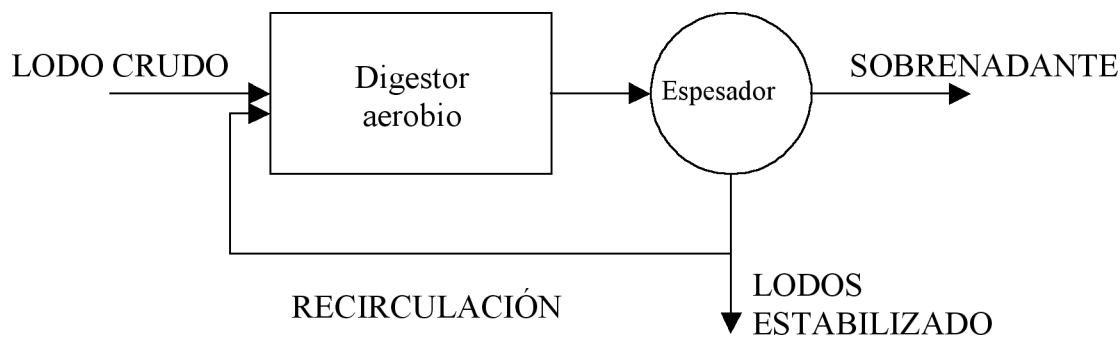 LODO CRUDO
Digestor
aerobio
Espesador
SOBRENADANTE
RECIRCULACIÓN
LODOS
ESTABILIZADO